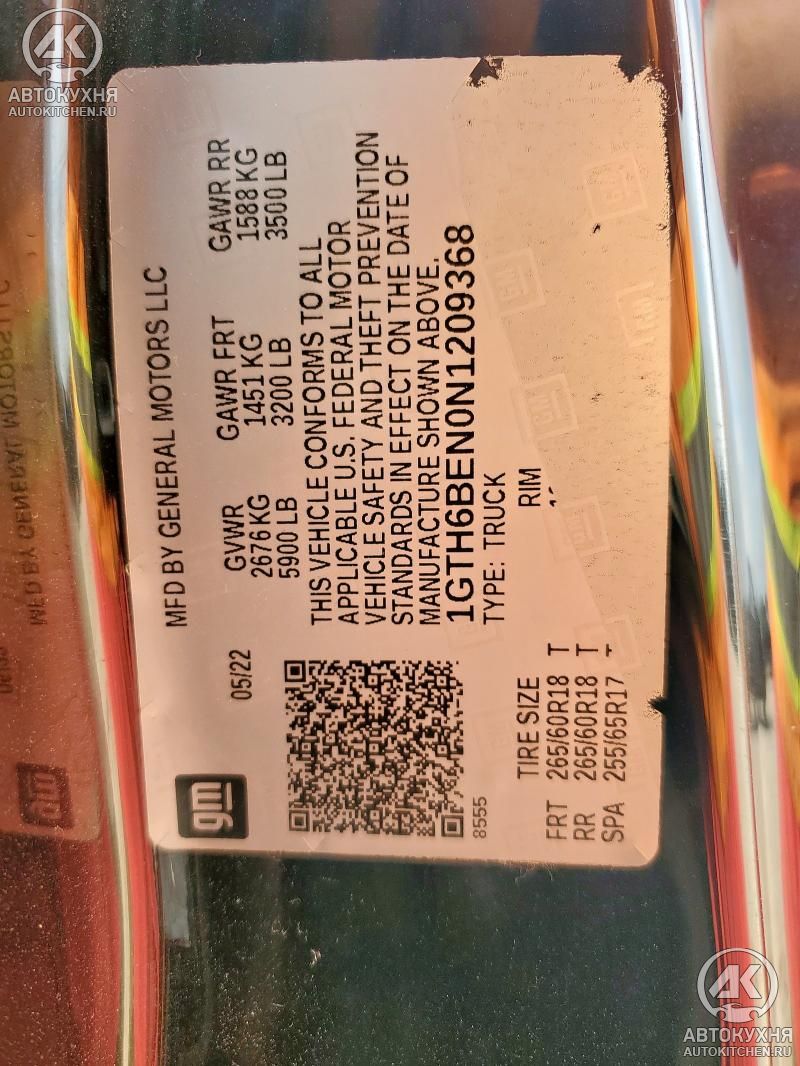 AK
АВТОКУХНЯ
AUTOKITCHEN.RU
MFD BY GENERAL MOTORS LLC
gm
05/22
GVWR GAWR FRT GAWR RR
2676 KG 1451 KG 1588 KG
5900 LB 3200 LB 3500 LB
THIS VEHICLE CONFORMS TO ALL
APPLICABLE U.S. FEDERAL MOTOR
VEHICLE SAFETY AND THEFT PREVENTION
STANDARDS IN EFFECT ON THE DATE OF
MANUFACTURE SHOWN ABOVE.
1GTH6BEN0N1209368
8555
TYPE: TRUCK
TIRE SIZE RIM
FRT 265/60R18 T
RR 265/60R18 T
SPA 255/65R17
AK
АВТОКУХНЯ
AUTOKITCHEN.RU